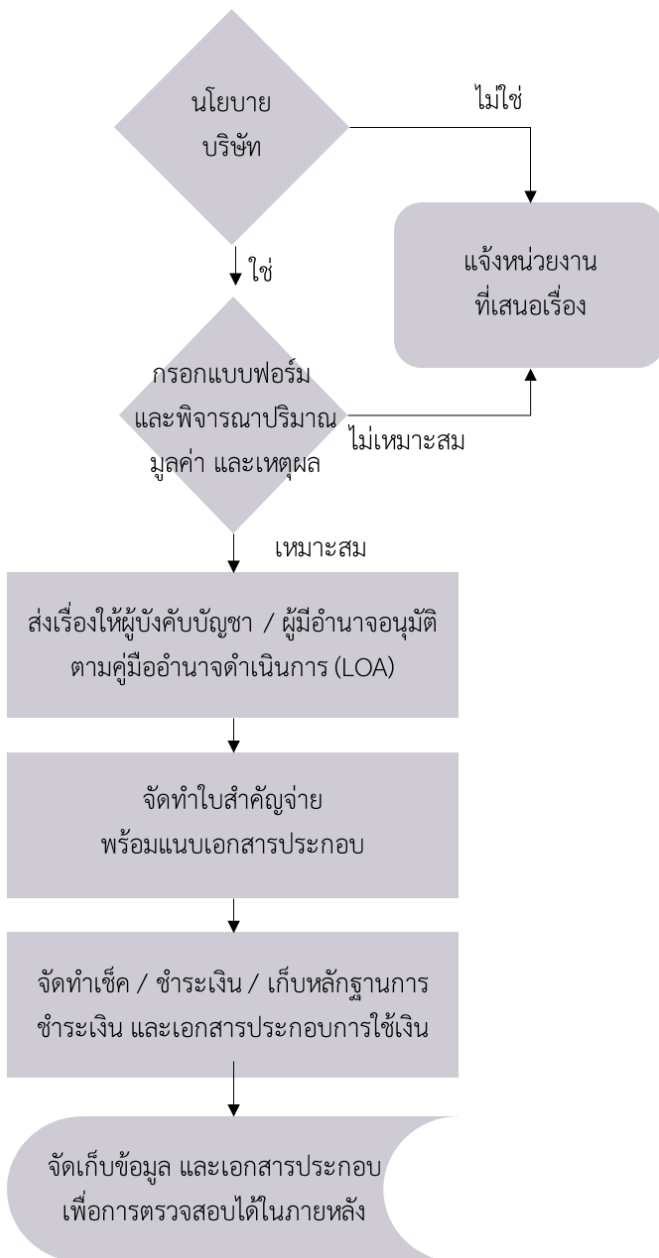 นโยบาย
บริษัท
ไม่ใช่
แจ้งหน่วยงาน
ที่เสนอเรื่อง
ใช่
กรอกแบบฟอร์ม
และพิจารณาปริมาณ
มูลค่า และเหตุผล
ไม่เหมาะสม
เหมาะสม
ส่งเรื่องให้ผู้บังคับบัญชา / ผู้มีอำนาจอนุมัติ
ตามคู่มืออำนาจดำเนินการ (LOA)
จัดทำใบสำคัญจ่าย
พร้อมแนบเอกสารประกอบ
จัดทำเช็ค / ชำระเงิน / เก็บหลักฐานการ
ชำระเงิน และเอกสารประกอบการใช้เงิน
จัดเก็บข้อมูล และเอกสารประกอบ
เพื่อการตรวจสอบได้ในภายหลัง